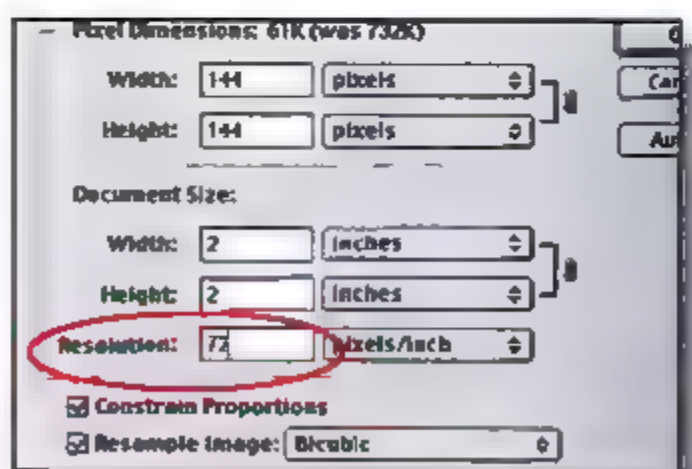 Pixel Dimensions: 61K (was 732K)
Width: 144 pixels
Height: 144 pixels
Document Size:
Width: 2 inches
Height: 2 inches
Resolution: 72 pixels/inch
Constrain Proportions
Resample Image: Bicubic